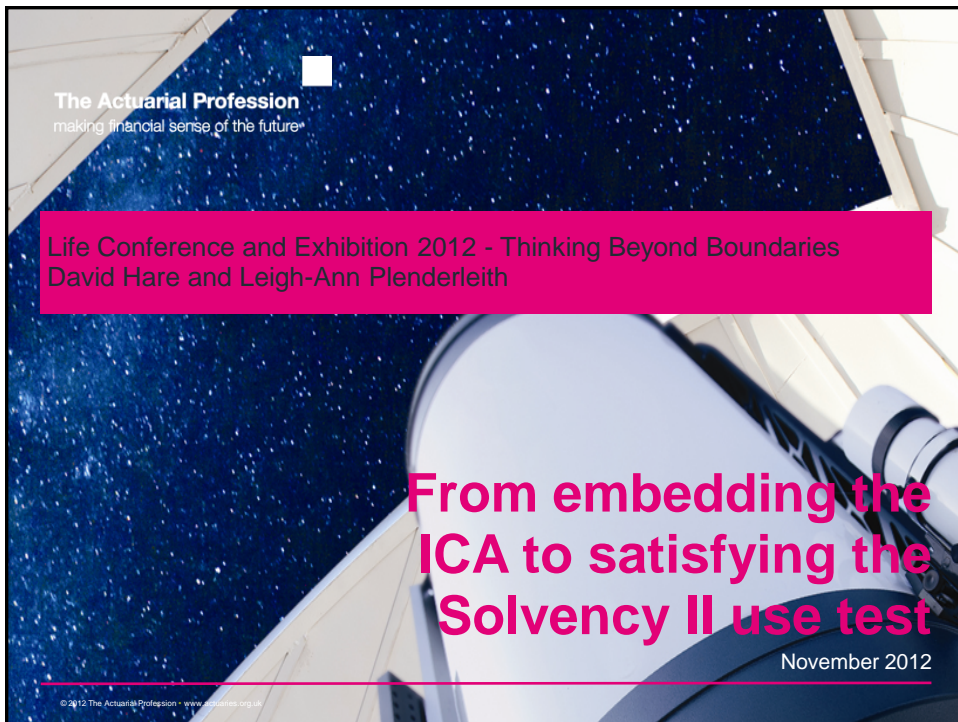 The Actuarial Profession
making financial sense of the future
Life Conference and Exhibition 2012 - Thinking Beyond Boundaries
David Hare and Leigh-Ann Plenderleith
From embedding the
ICA to satisfying the
Solvency II use test
November 2012
© 2012 The Actuarial Profession • www.actuaries.org.uk